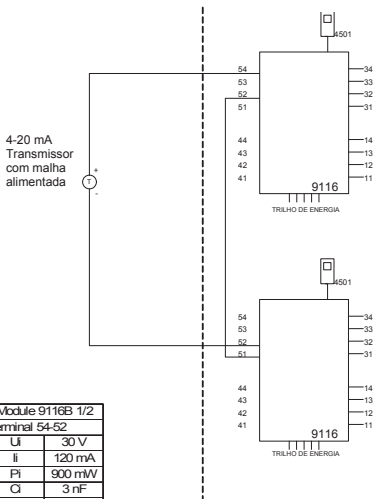 4501
54
53
52
51
44
43
42
41
34
33
32
31
14
13
12
11
9116
TRILHO DE ENERGIA
4-20 mA
Transmissor
com malha
alimentada
+
T
-
4501
54
53
52
51
44
43
42
41
34
33
32
31
14
13
12
11
9116
TRILHO DE ENERGIA
Module 9116B 1/2
erminal 54-52
Ui 30 V
Ii 120 mA
Pi 900 mW
Ci 3 nF